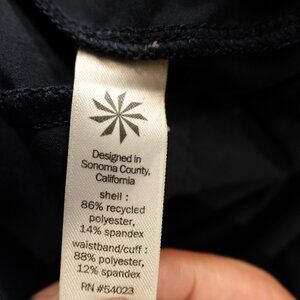 Designed in
Sonoma County,
California
shell :
86% recycled
polyester,
14% spandex
waistband/cuff :
88% polyester,
12% spandex
RN #54023